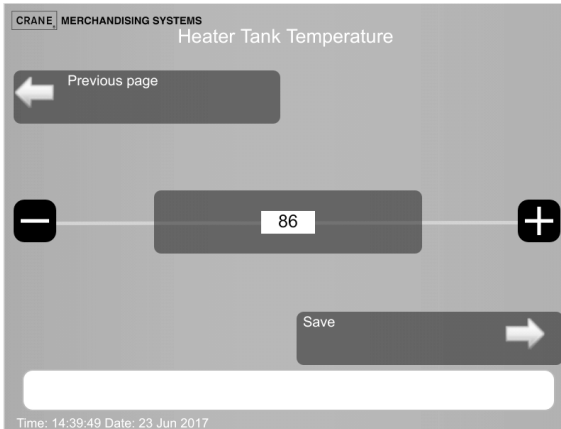 CRANE® MERCHANDISING SYSTEMS
Heater Tank Temperature
Previous page
86
Save
Time: 14:39:49 Date: 23 Jun 2017